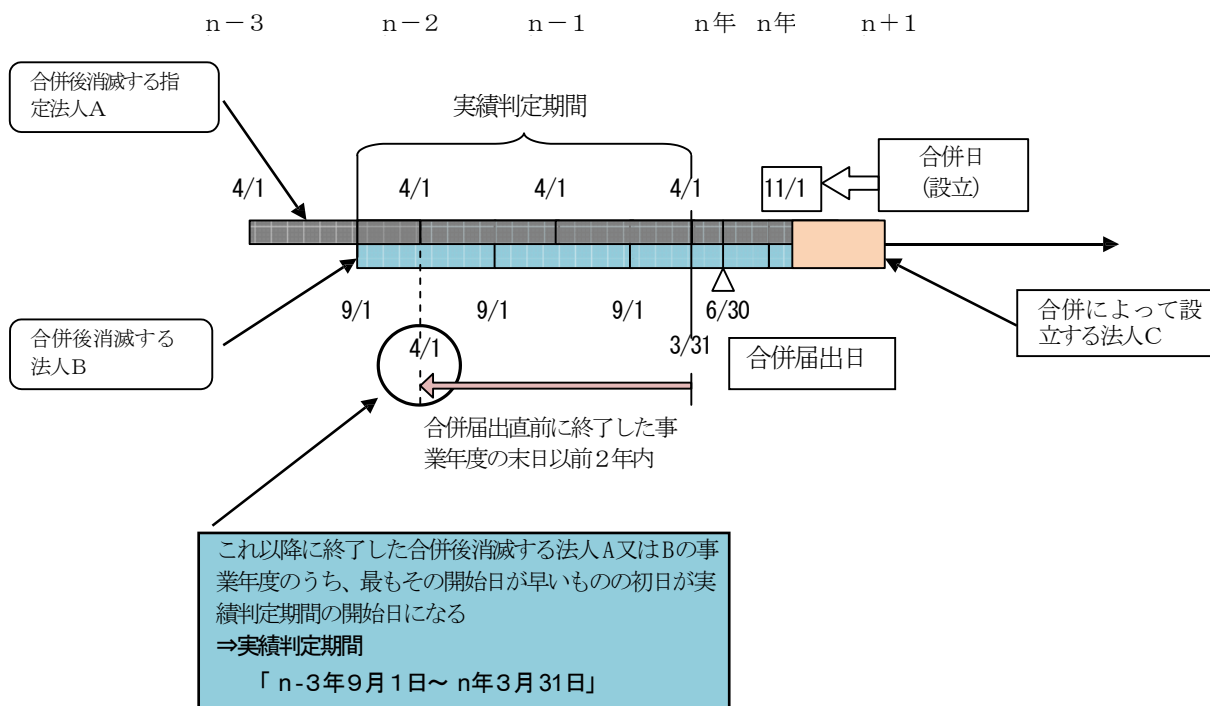 ｎ－３　ｎ－２　ｎ－１　ｎ年　ｎ年　ｎ＋１
合併後消滅する指
定法人Ａ
実績判定期間
合併日
(設立)
4/1　4/1　4/1　4/1　11/1
9/1　9/1　9/1　6/30
合併後消滅する
法人Ｂ
合併によって設
立する法人Ｃ
4/1　3/31
合併届出日
合併届出直前に終了した事
業年度の末日以前２年内
これ以降に終了した合併後消滅する法人Ａ又はＢの事
業年度のうち、最もその開始日が早いものの初日が実
績判定期間の開始日になる
⇒実績判定期間
「 ｎ-３年９月１日～ ｎ年３月31日」